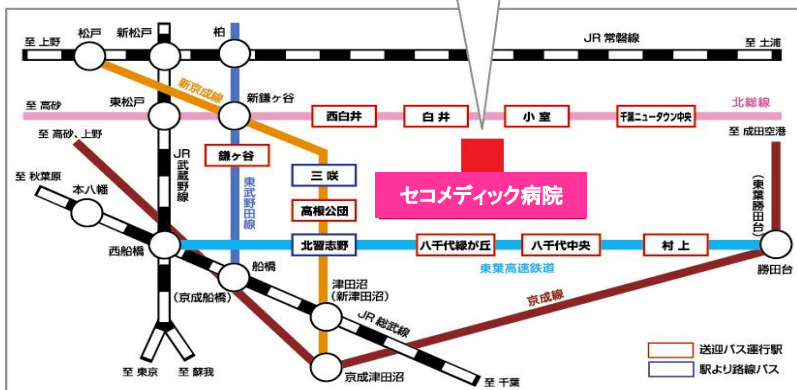 松戸
新松戸
柏
至 上野
JR 常磐線
至 土浦
新京成線
新鎌ヶ谷
至 高砂
東松戸
西白井
白 井
小 室
千葉ニュータウン中央
北総線
至 高砂、上野
至 成田空港
鎌ヶ谷
JR武蔵野線
東武野田線
三 咲
至 秋葉原
本八幡
高根公団
セコメディック病院
(東葉勝田台)
北習志野
八千代緑が丘
八千代中央
村 上
西船橋
船橋
東葉高速鉄道
勝田台
(京成船橋)
津田沼
(新津田沼)
京成線
JR 総武線
送迎バス運行駅
駅より路線バス
至 東京
至 蘇我
京成津田沼
至 千葉